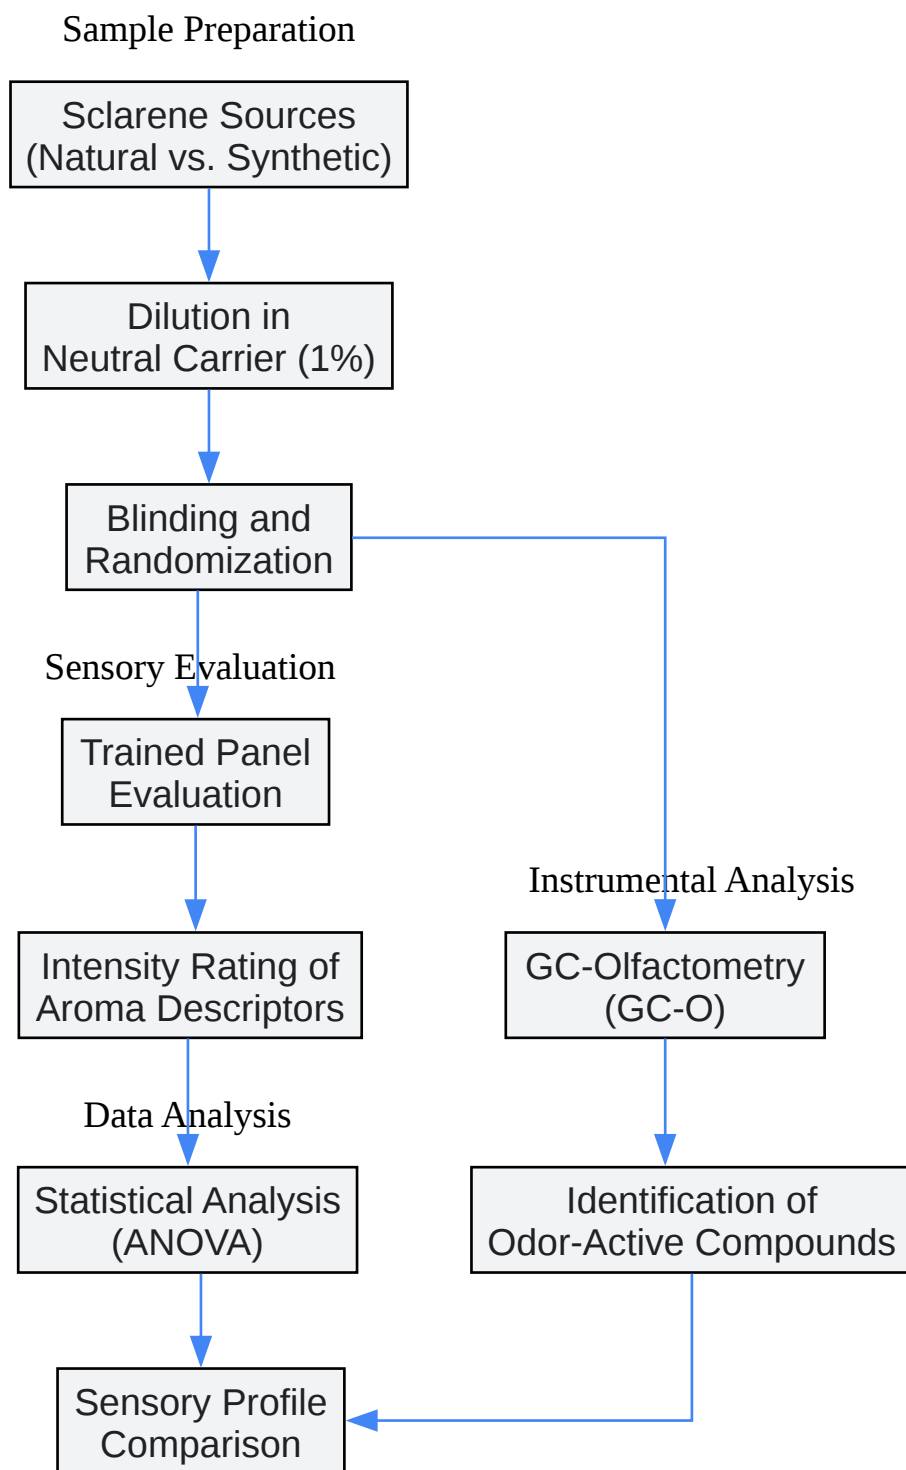 Sample Preparation
Sclarene Sources
(Natural vs. Synthetic)
Dilution in
Neutral Carrier (1%)
Blinding and
Randomization
Sensory Evaluation
Trained Panel
Evaluation
Instrumental Analysis
Intensity Rating of
Aroma Descriptors
GC-Olfactometry
(GC-O)
Data Analysis
Statistical Analysis
(ANOVA)
Identification of
Odor-Active Compounds
Sensory Profile
Comparison